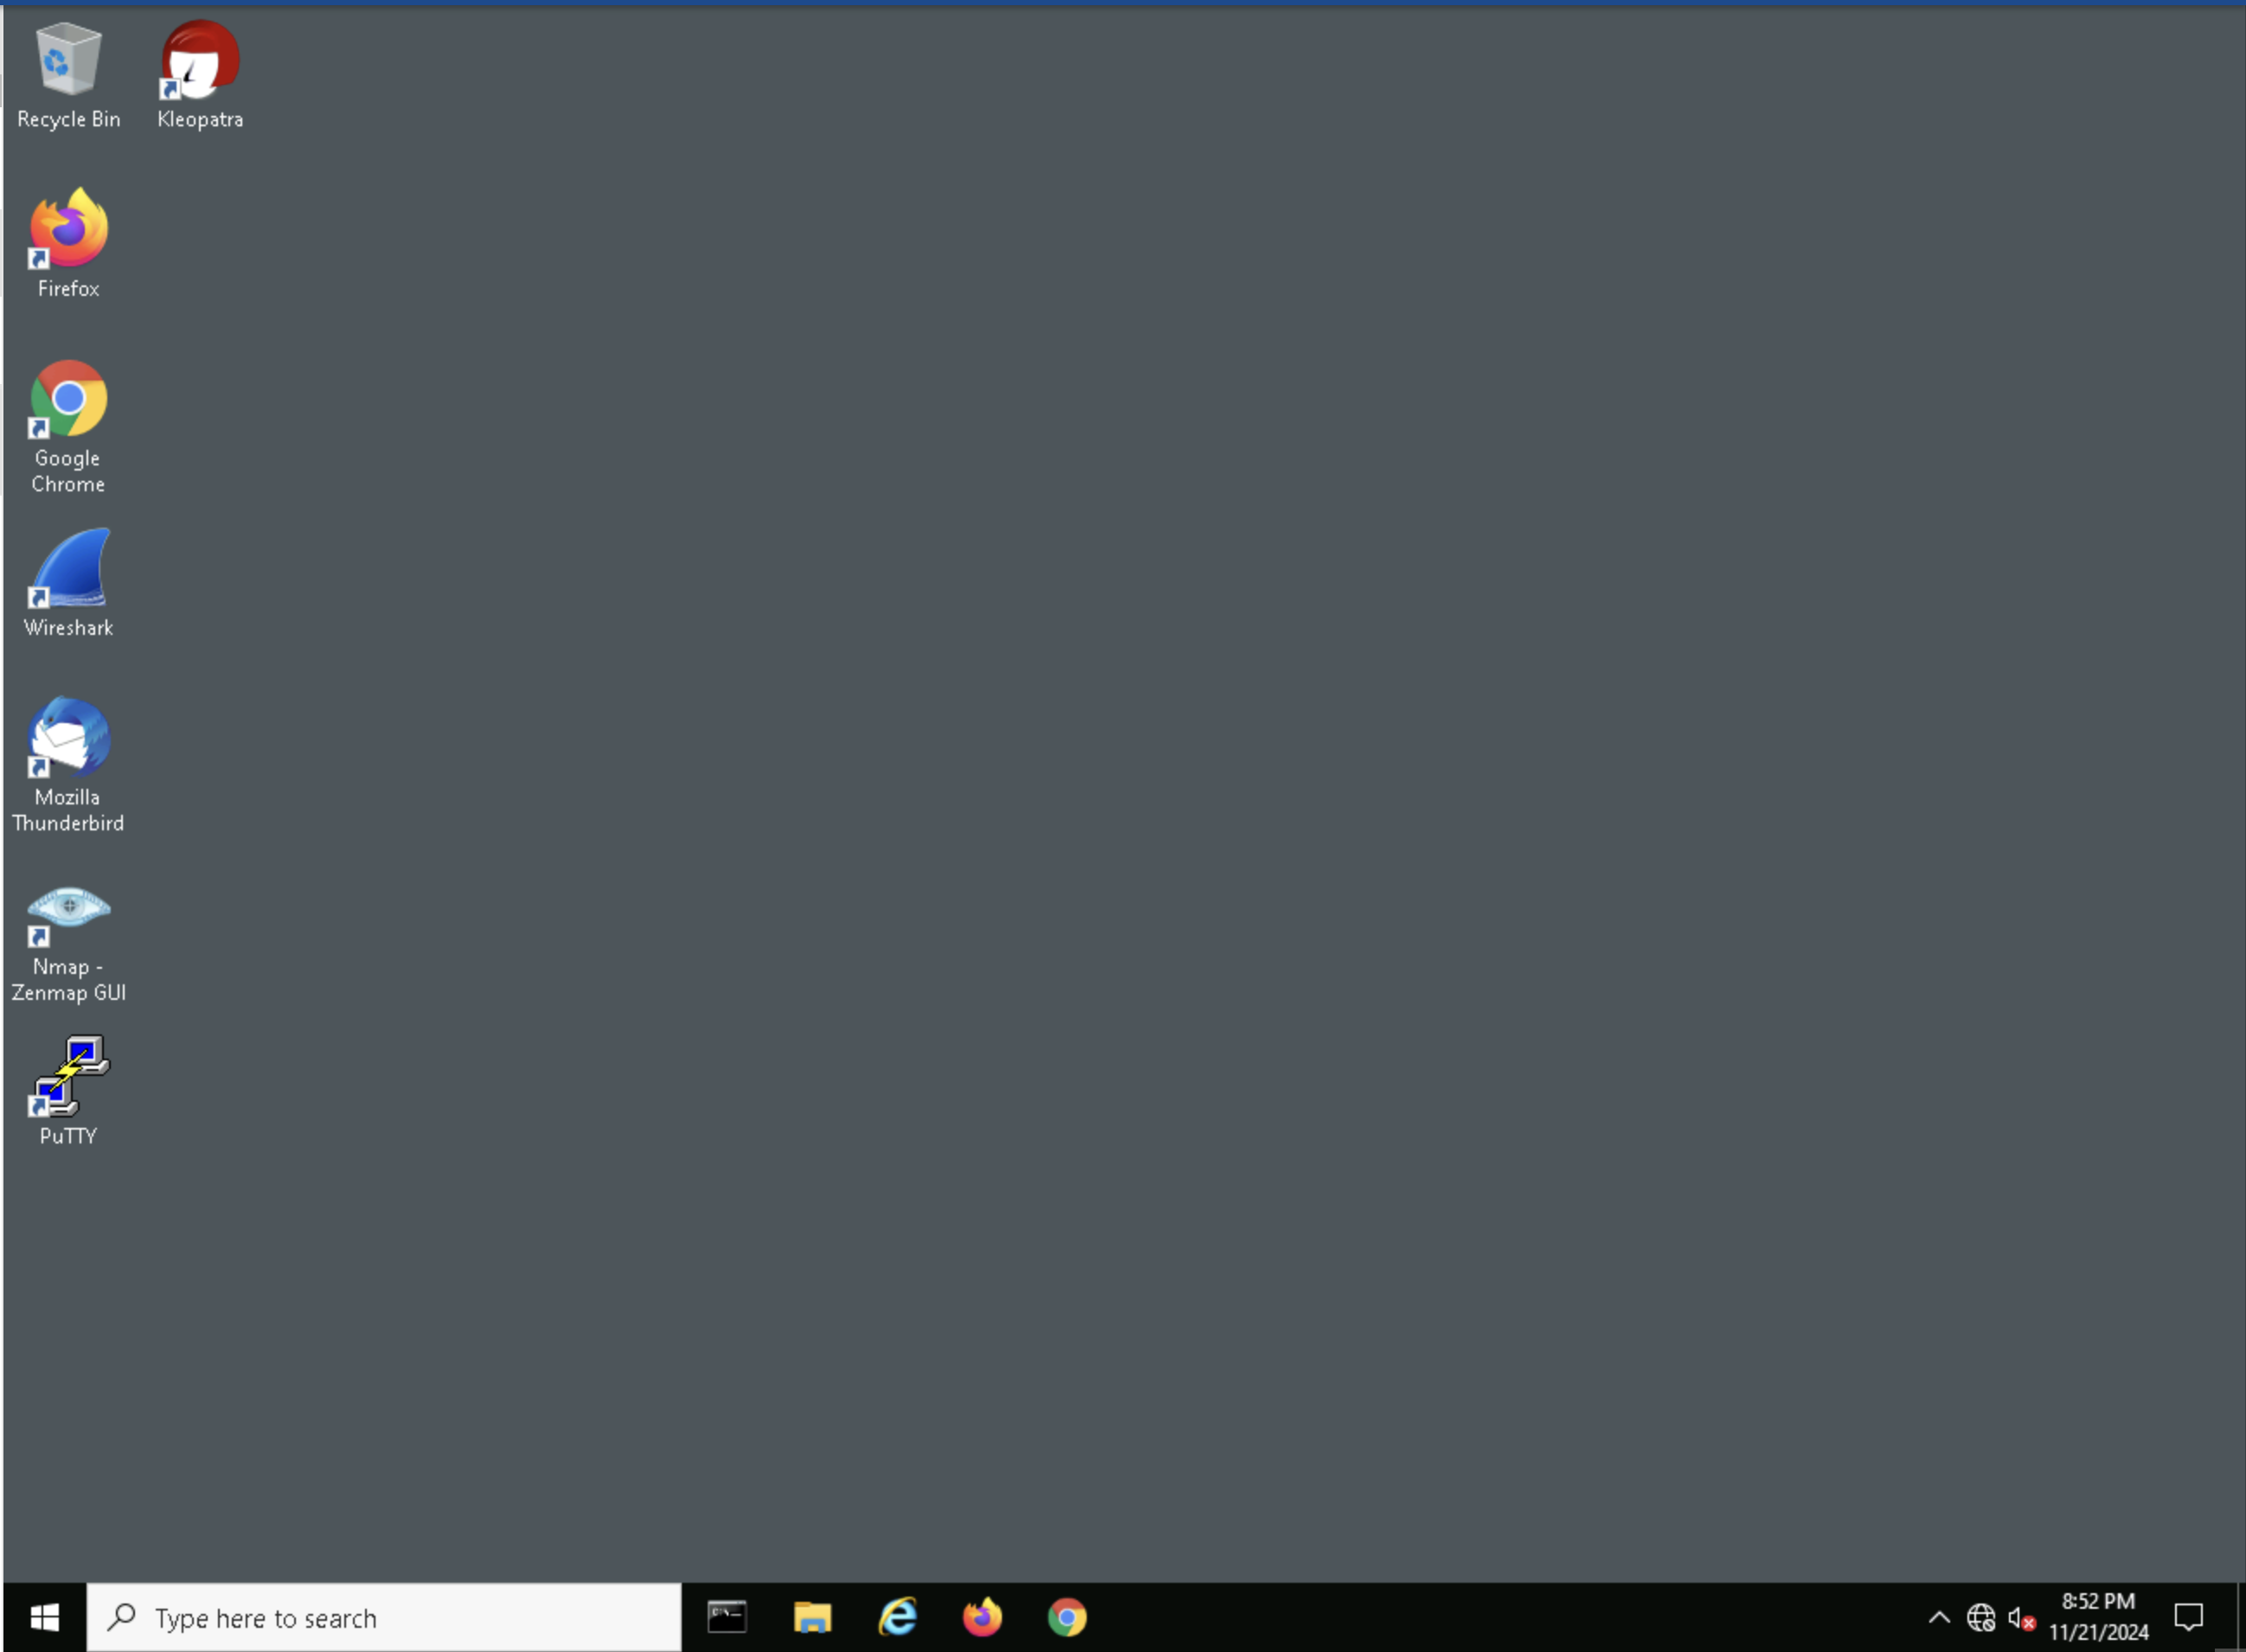 Recycle Bin
Kleopatra
Firefox
Google
Chrome
Wireshark
Mozilla
Thunderbird
Nmap -
Zenmap GUI
PuTTY
Type here to search
8:52 PM
11/21/2024